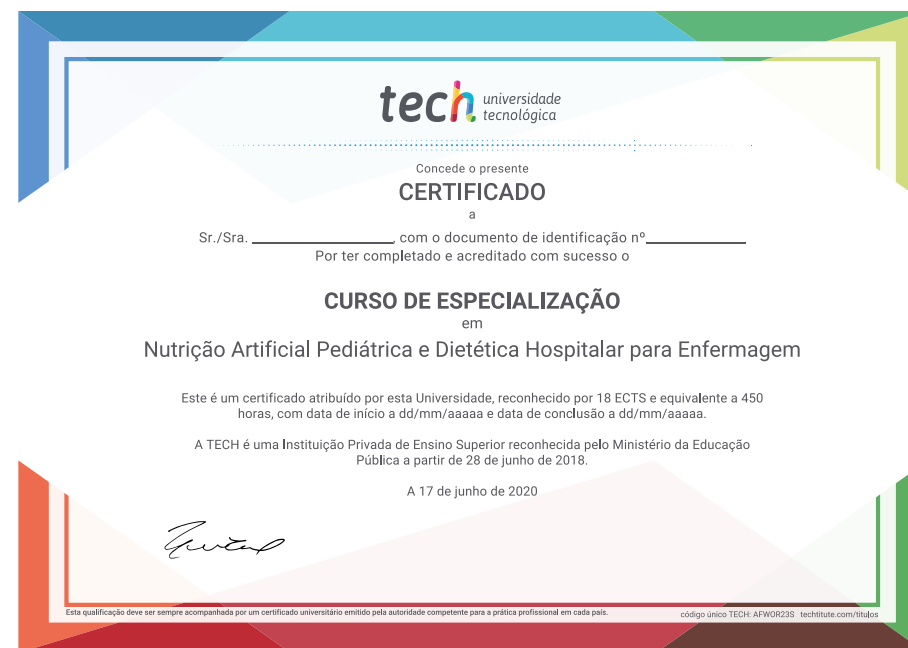 tech universidade
tecnológica
Concede o presente
CERTIFICADO
a
Sr./Sra. , com o documento de identificação nº
Por ter completado e acreditado com sucesso o
CURSO DE ESPECIALIZAÇÃO
em
Nutrição Artificial Pediátrica e Dietética Hospitalar para Enfermagem
Este é um certificado atribuído por esta Universidade, reconhecido por 18 ECTS e equivalente a 450
horas, com data de início a dd/mm/aaaaa e data de conclusão a dd/mm/aaaaa.
A TECH é uma Instituição Privada de Ensino Superior reconhecida pelo Ministério da Educação
Pública a partir de 28 de junho de 2018.
A 17 de junho de 2020
Esta qualificação deve ser sempre acompanhada por um certificado universitário emitido pela autoridade competente para a prática profissional em cada país.
código único TECH: AFWOR23S techtitute.com/titulos